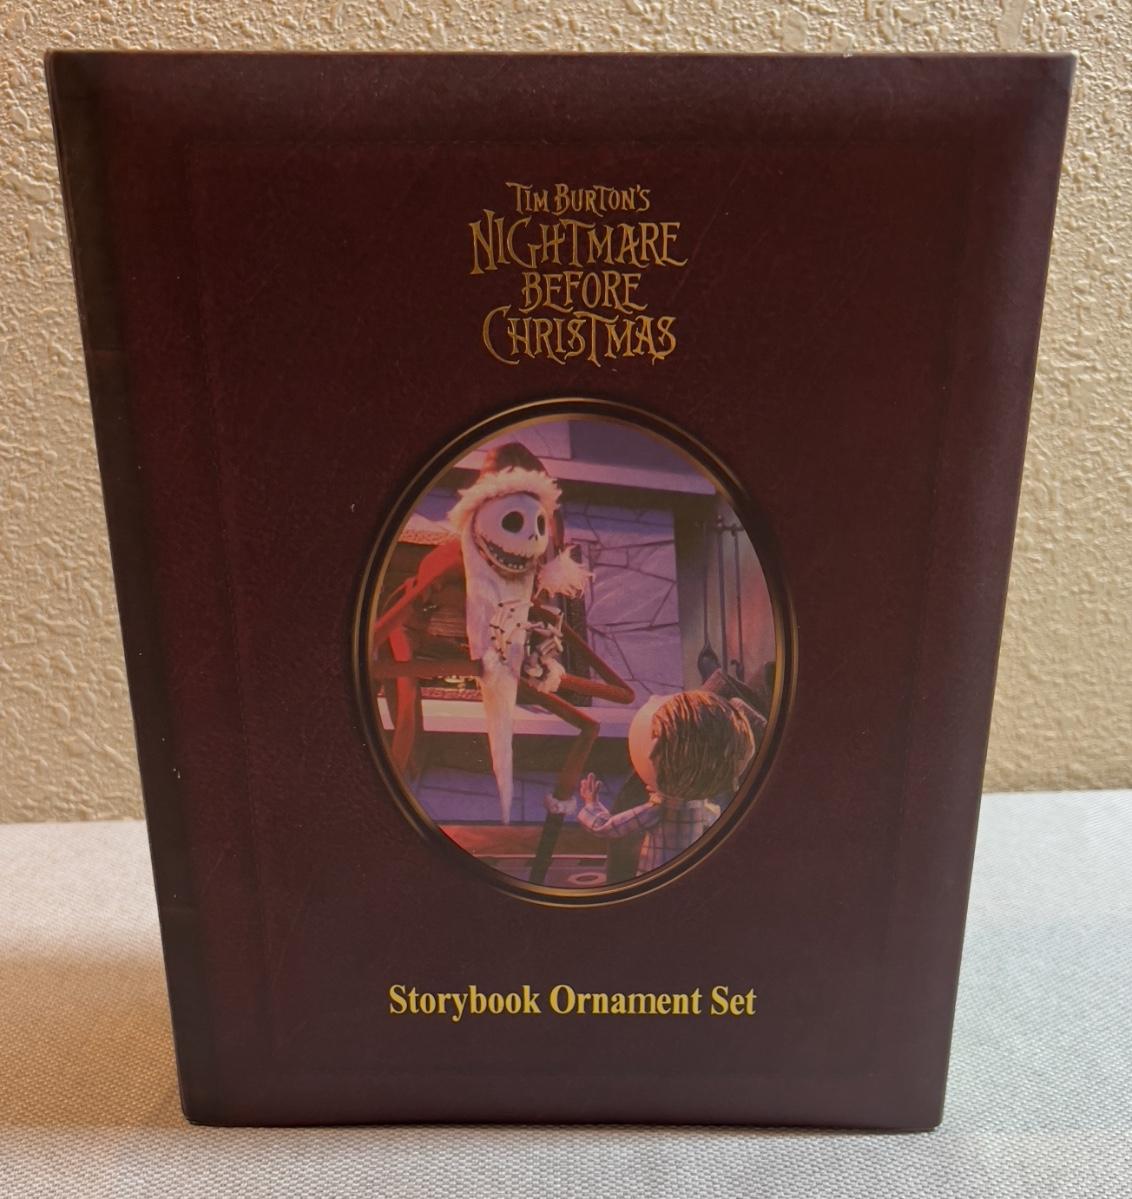 TIM BURTON'S
NIGHTMARE
BEFORE
CHRISTMAS
Storybook Ornament Set